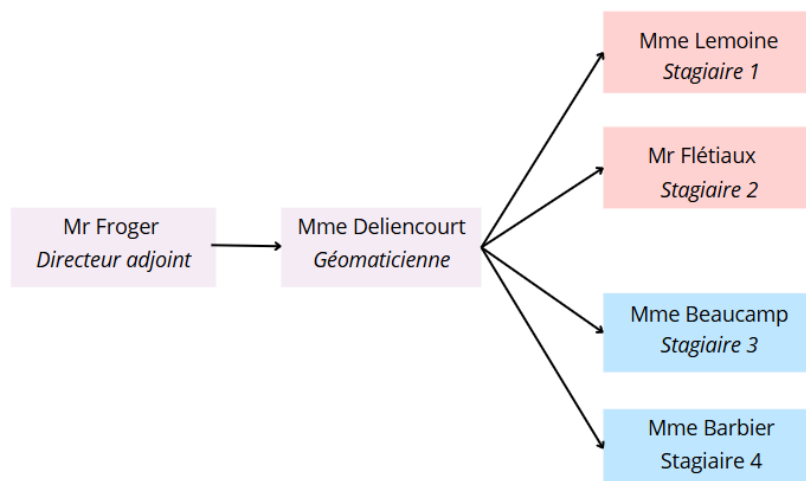 Mme Lemoine
Stagiaire 1
Mr Flétiaux
Stagiaire 2
Mr Froger
Directeur adjoint
Mme Deliencourt
Géomaticienne
Mme Beaucamp
Stagiaire 3
Mme Barbier
Stagiaire 4